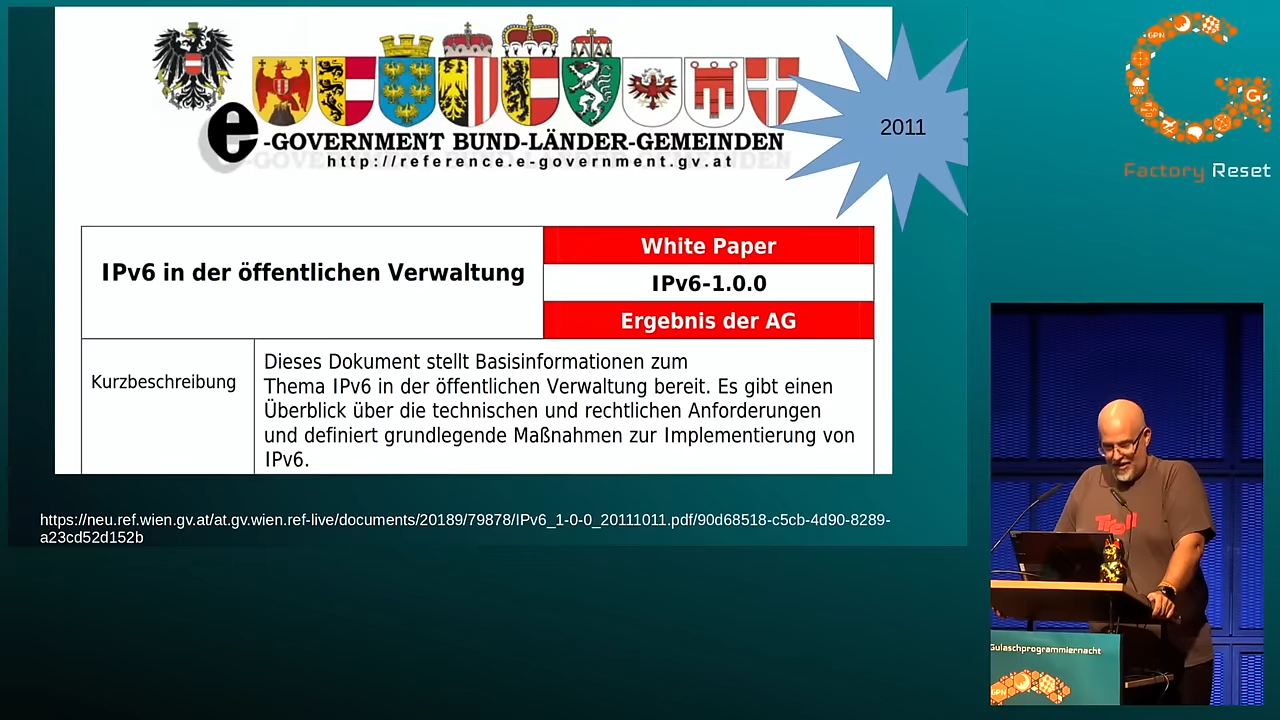 e-GOVERNMENT BUND-LÄNDER-GEMEINDEN
http://reference.e-government.gv.at
2011
IPv6 in der öffentlichen Verwaltung
White Paper
IPv6-1.0.0
Ergebnis der AG
Kurzbeschreibung
Dieses Dokument stellt Basisinformationen zum
Thema IPv6 in der öffentlichen Verwaltung bereit. Es gibt einen
Überblick über die technischen und rechtlichen Anforderungen
und definiert grundlegende Maßnahmen zur Implementierung von
IPv6.
https://neu.ref.wien.gv.at/at.gv.wien.ref-live/documents/20189/79878/IPv6_1-0-0_20111011.pdf/90d68518-c5cb-4d90-8289-
a23cd52d152b
GPN
G
Factory Reset
Troll
Gulaschprogrammiernacht
GPN